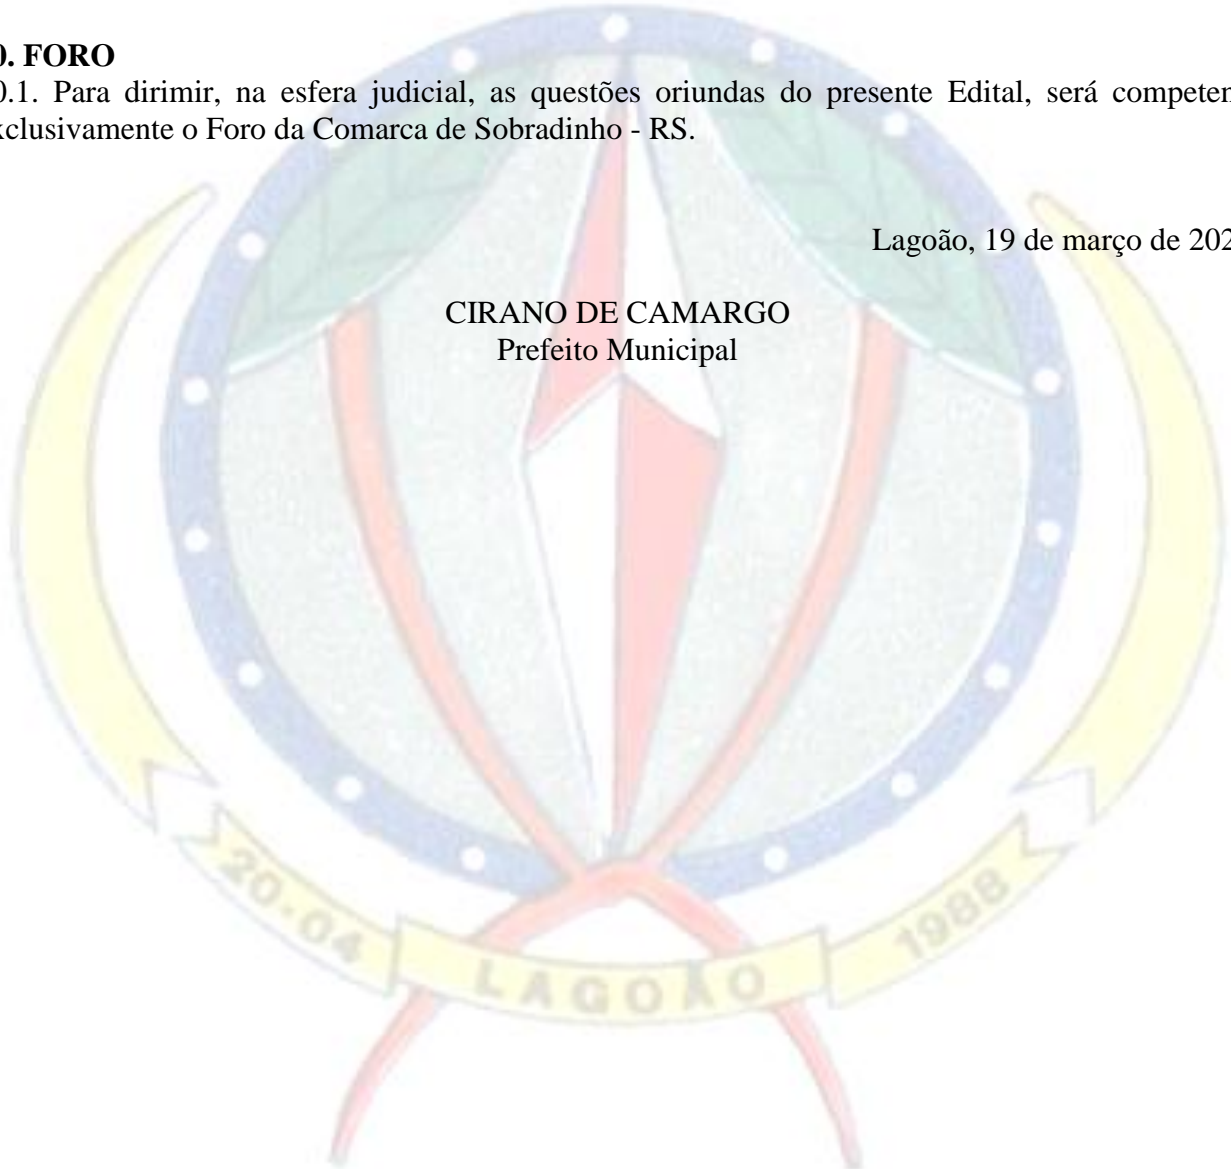 0. FORO
0.1. Para dirimir, na esfera judicial, as questões oriundas do presente Edital, será competen
xclusivamente o Foro da Comarca de Sobradinho - RS.
Lagoão, 19 de março de 202
CIRANO DE CAMARGO
Prefeito Municipal
20-04 LAGOÃO 1988